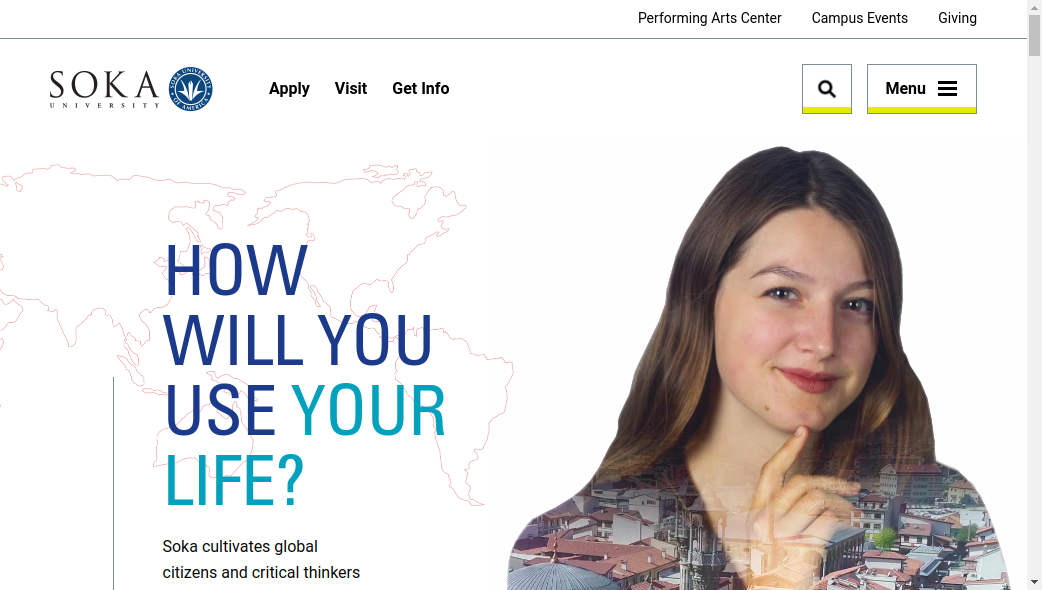 Performing Arts Center Campus Events Giving
SOKA
UNIVERSITY
SOKA UNIVERSITY OF AMERICA
Apply Visit Get Info
Menu
HOW
WILL YOU
USE YOUR
LIFE?
Soka cultivates global
citizens and critical thinkers